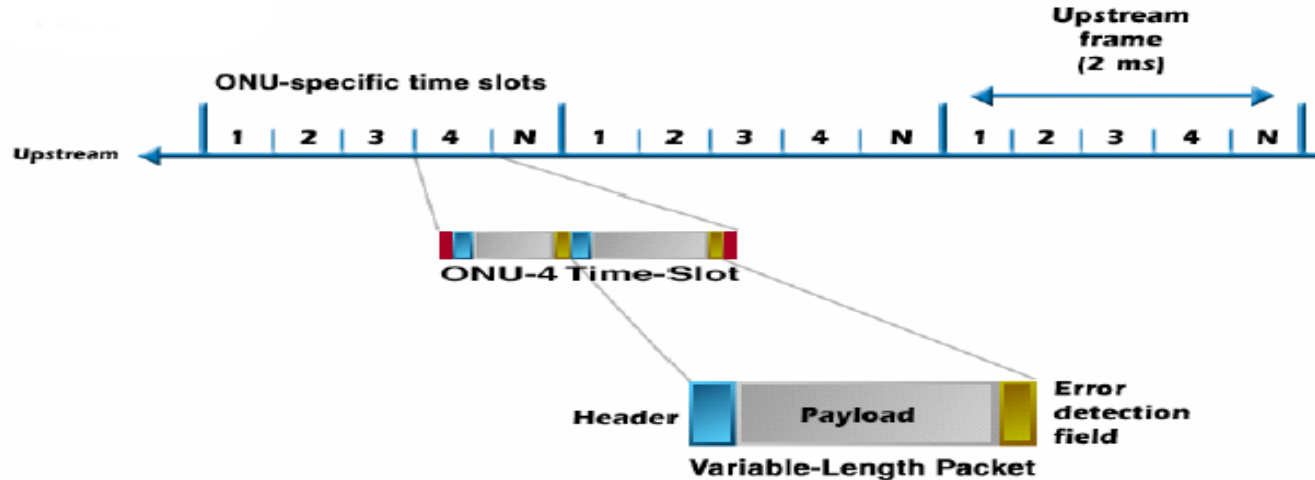 Upstream
frame
(2 ms)
ONU-specific time slots
1 2 3 4 N 1 2 3 4 N 1 2 3 4 N
Upstream
ONU-4 Time-Slot
Header
Payload
Error
detection
field
Variable-Length Packet